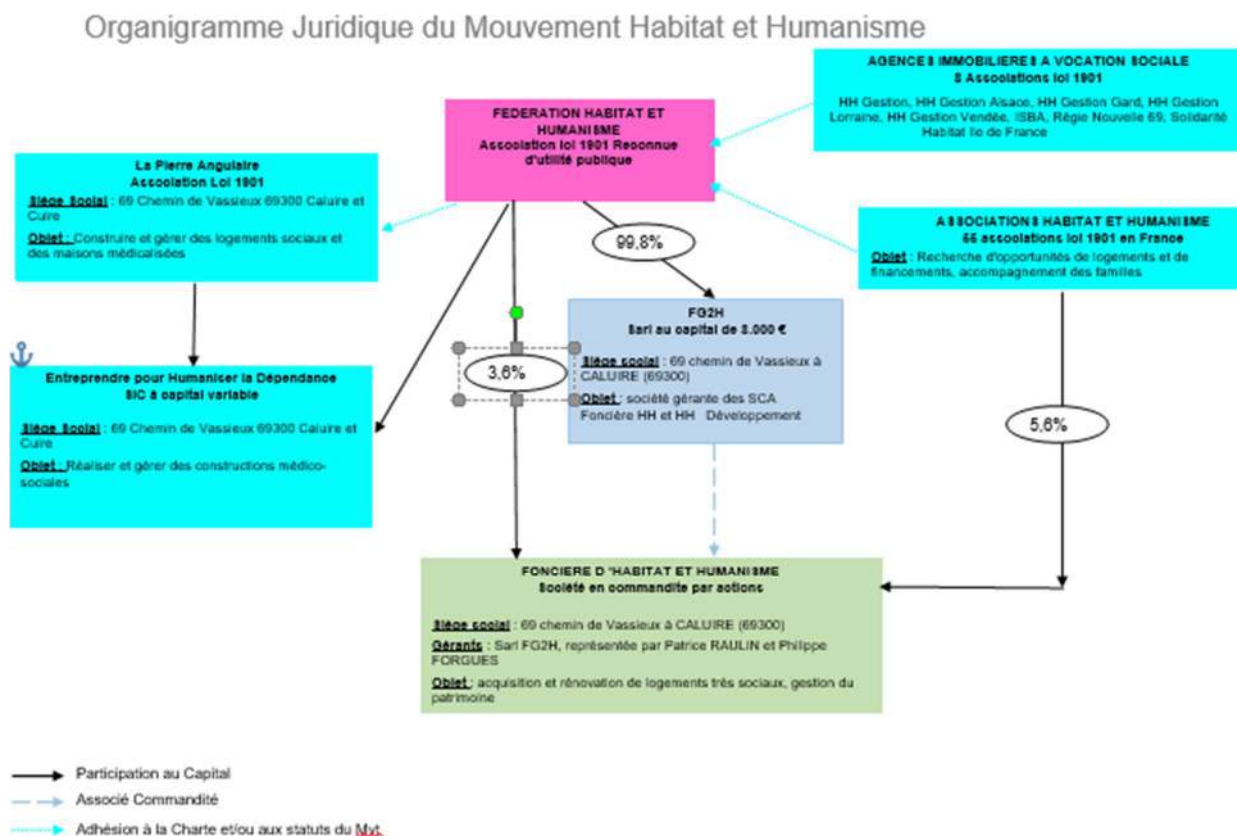 Organigramme Juridique du Mouvement Habitat et Humanisme
AGENCES IMMOBILIERES A VOCATION SOCIALE
8 Associations loi 1901
HH Gestion, HH Gestion Alsace, HH Gestion Gard, HH Gestion
Lorraine, HH Gestion Vendée, ISBA, Régie Nouvelle 69, Solidarité
Habitat Ile de France
FEDERATION HABITAT ET
HUMANISME
Association loi 1901 Reconnue
d'utilité publique
La Pierre Angulaire
Association Loi 1901
Siège Social : 69 Chemin de Vassieux 69300 Caluire et
Cuire
Objet : Construire et gérer des logements sociaux et
des maisons médicalisées
ASSOCIATIONS HABITAT ET HUMANISME
associations loi 1901 en France
Objet : Recherche d'opportunités de logements et de
financements, accompagnement des familles
99,8%
FG2H
Sarl au capital de 8.000 €
Siège social : 69 chemin de Vassieux à
CALUIRE (69300)
Objet : société gérante des SCA
Foncière HH et HH Développement
3,6%
Entreprendre pour Humaniser la Dépendance
SIC à capital variable
Siège Social : 69 Chemin de Vassieux 69300 Caluire et
Cuire
Objet : Réaliser et gérer des constructions médico-
sociales
5,6%
FONCIERE D 'HABITAT ET HUMANISME
Société en commandite par actions
Siège social : 69 chemin de Vassieux à CALUIRE (69300)
Gérants : Sarl FG2H, représentée par Patrice RAULIN et Philippe
FORGUES
Objet : acquisition et rénovation de logements très sociaux, gestion du
patrimoine
Participation au Capital
Associé Commandité
Adhésion à la Charte et/ou aux statuts du Mvt